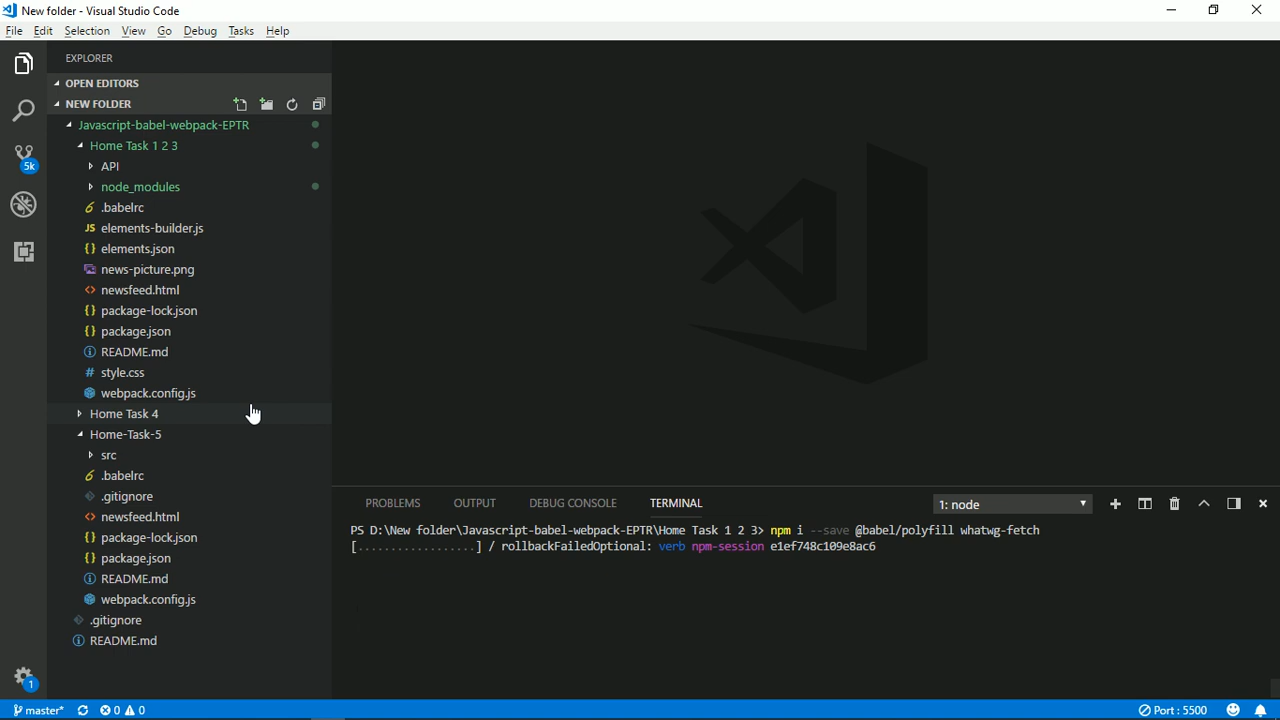 New folder - Visual Studio Code
File Edit Selection View Go Debug Tasks Help
EXPLORER
OPEN EDITORS
NEW FOLDER
Javascript-babel-webpack-EPTR
Home Task 1 2 3
API
5k
node_modules
.babelrc
JS elements-builder.js
{} elements.json
news-picture.png
<> newsfeed.html
{} package-lock.json
{} package.json
README.md
# style.css
webpack.config.js
Home Task 4
Home-Task-5
src
.babelrc
.gitignore
<> newsfeed.html
{} package-lock.json
{} package.json
README.md
webpack.config.js
.gitignore
README.md
1
PROBLEMS OUTPUT DEBUG CONSOLE TERMINAL 1: node
PS D:\New folder\Javascript-babel-webpack-EPTR\Home Task 1 2 3> npm i --save @babel/polyfill whatwg-fetch
[..................] / rollbackFailedOptional: verb npm-session e1ef748c109e8ac6
master* 0 0 Port : 5500